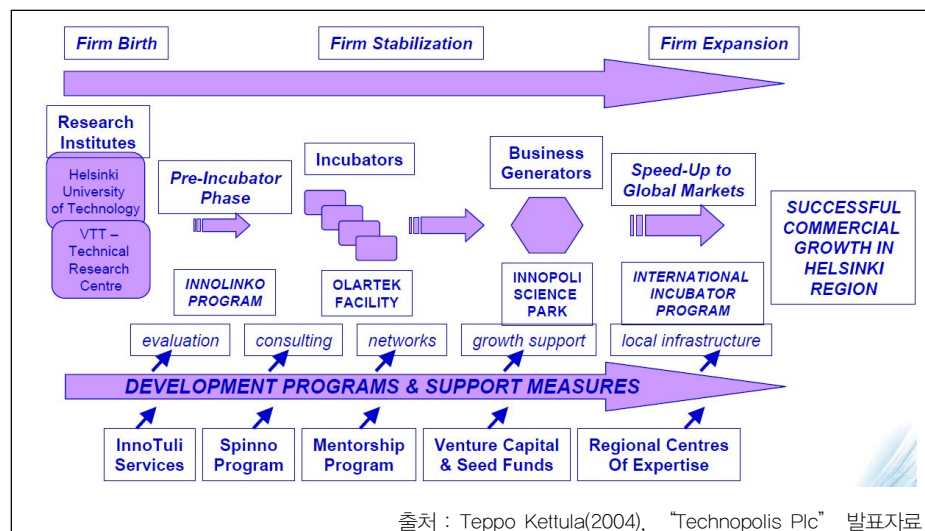 Firm Birth
Firm Stabilization
Firm Expansion
Research
Institutes
Helsinki
University
of Technology
VTT –
Technical
Research
Centre
Pre-Incubator
Phase
Incubators
Business
Generators
Speed-Up to
Global Markets
SUCCESSFUL
COMMERCIAL
GROWTH IN
HELSINKI
REGION
INNOLINKO
PROGRAM
OLARTEK
FACILITY
INNOPOLI
SCIENCE
PARK
INTERNATIONAL
INCUBATOR
PROGRAM
evaluation
consulting
networks
growth support
local infrastructure
DEVELOPMENT PROGRAMS & SUPPORT MEASURES
InnoTuli
Services
Spinno
Program
Mentorship
Program
Venture Capital
& Seed Funds
Regional Centres
Of Expertise
출처 : Teppo Kettula(2004), “Technopolis Plc” 발표자료